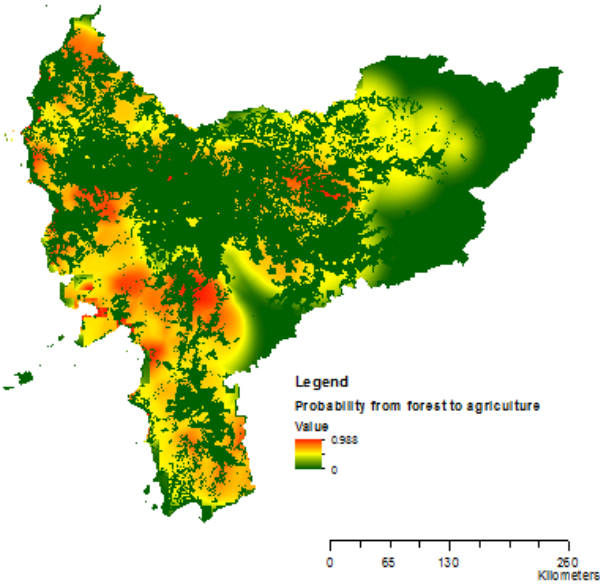 Legend
Probability from forest to agriculture
Value
0.988
0
0 65 130 260
Kilometers